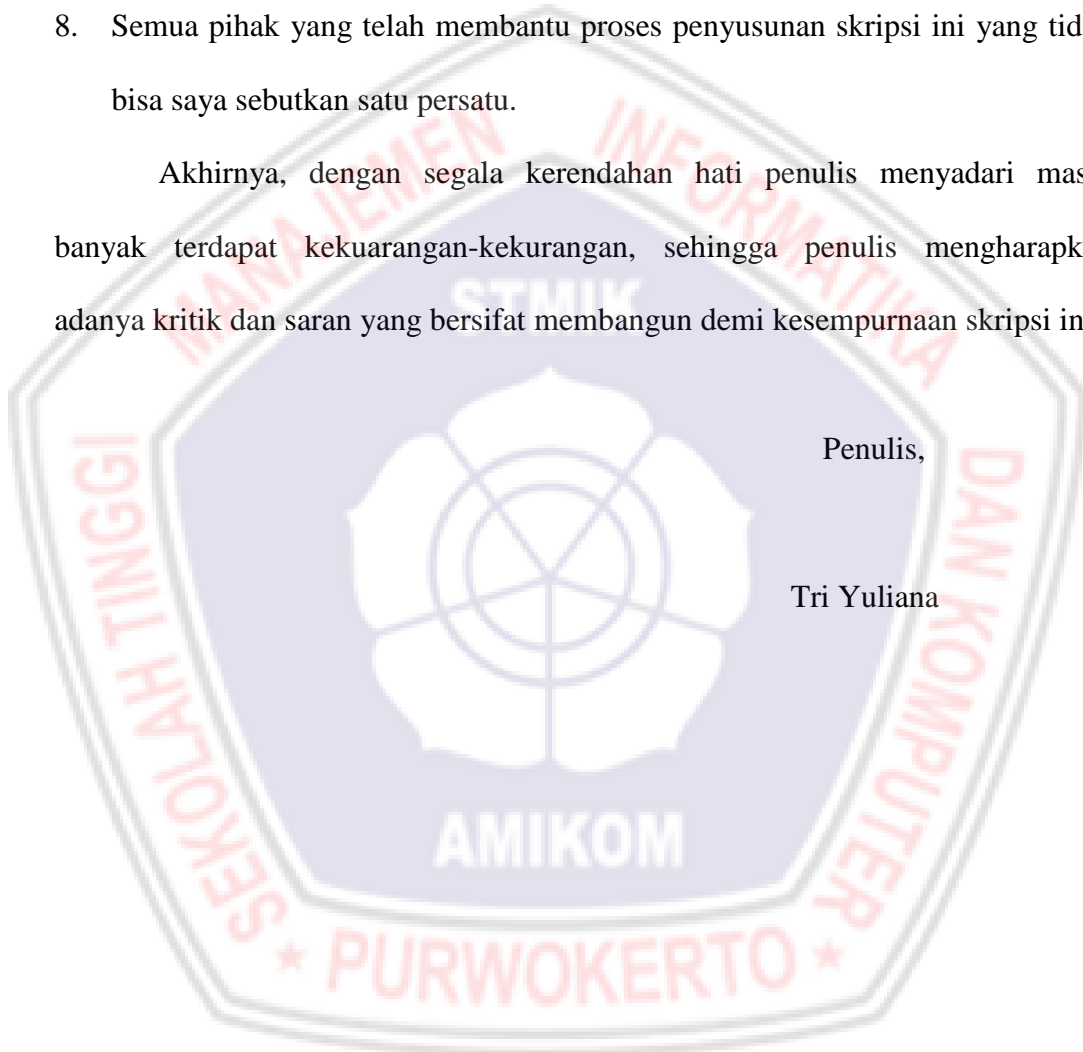 8. Semua pihak yang telah membantu proses penyusunan skripsi ini yang tid
bisa saya sebutkan satu persatu.
Akhirnya, dengan segala kerendahan hati penulis menyadari mas
banyak terdapat kekuarangan-kekurangan, sehingga penulis mengharapk
adanya kritik dan saran yang bersifat membangun demi kesempurnaan skripsi in
Penulis,
Tri Yuliana
SEKOLAH TINGGI MANAJEMEN INFORMATIKA DAN KOMPUTER
STMIK
AMIKOM
* PURWOKERTO *